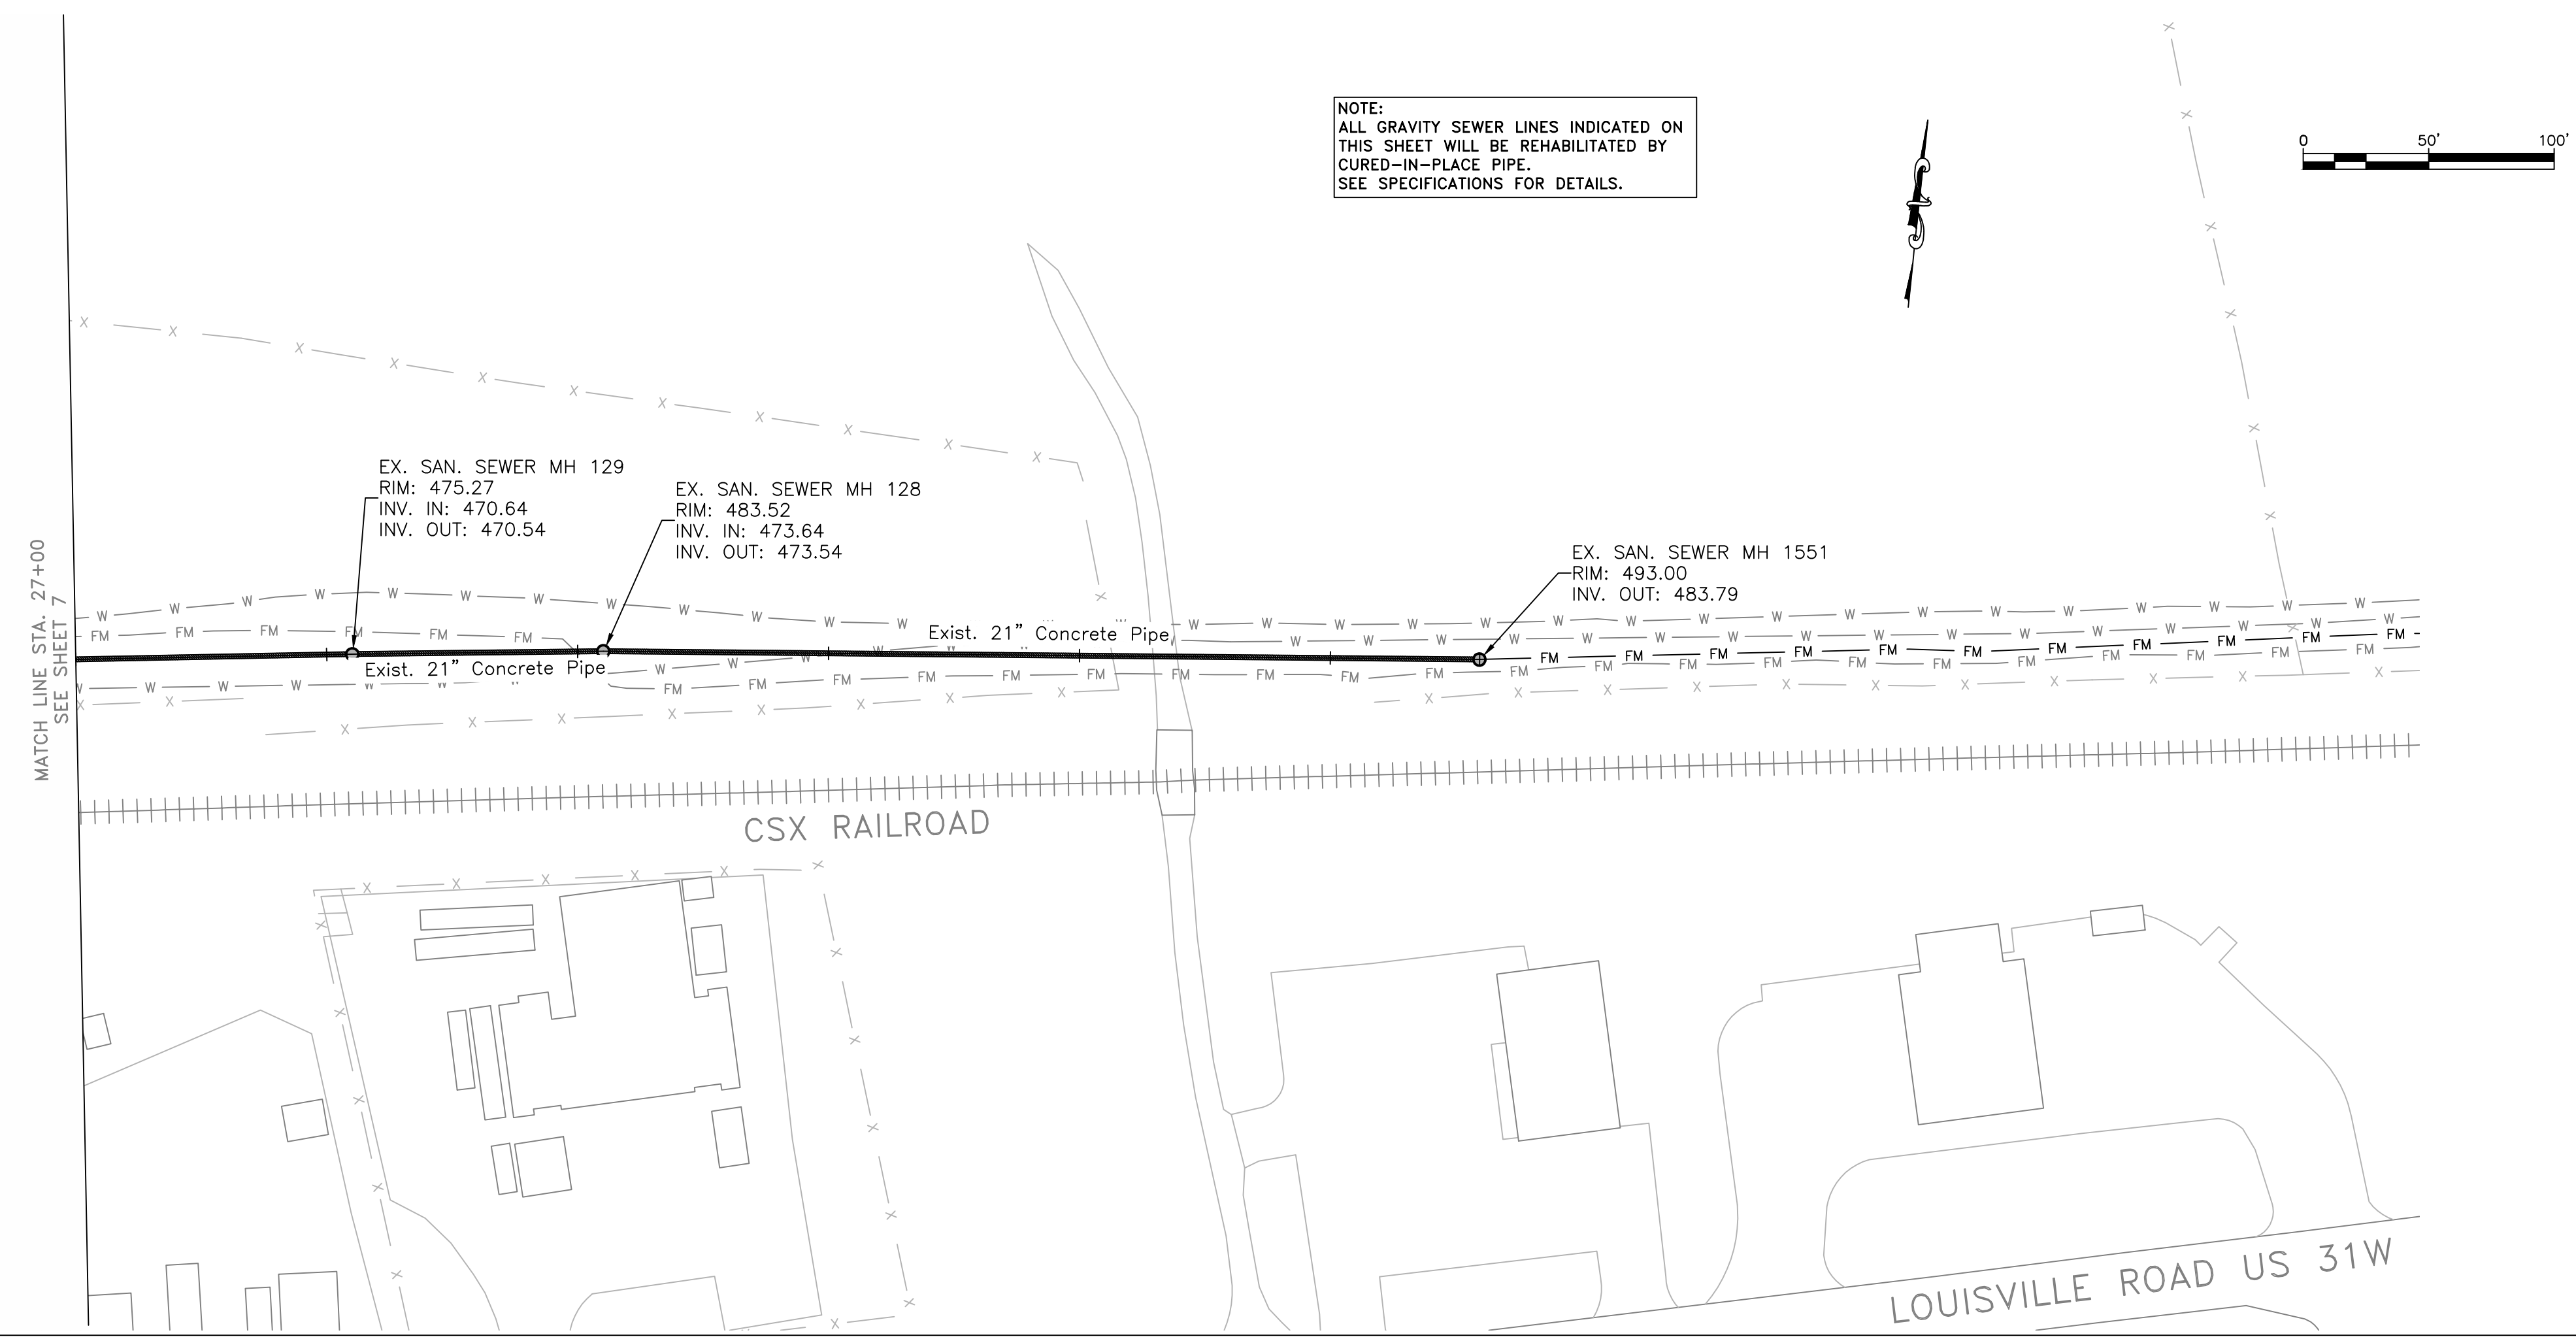 NOTE:
ALL GRAVITY SEWER LINES INDICATED ON
THIS SHEET WILL BE REHABILITATED BY
CURED-IN-PLACE PIPE.
SEE SPECIFICATIONS FOR DETAILS.
0 50' 100'
EX. SAN. SEWER MH 129
RIM: 475.27
INV. IN: 470.64
INV. OUT: 470.54
EX. SAN. SEWER MH 128
RIM: 483.52
INV. IN: 473.64
INV. OUT: 473.54
EX. SAN. SEWER MH 1551
RIM: 493.00
INV. OUT: 483.79
MATCH LINE STA. 27+00
SEE SHEET 7
Exist. 21" Concrete Pipe
Exist. 21" Concrete Pipe
CSX RAILROAD
LOUISVILLE ROAD US 31W